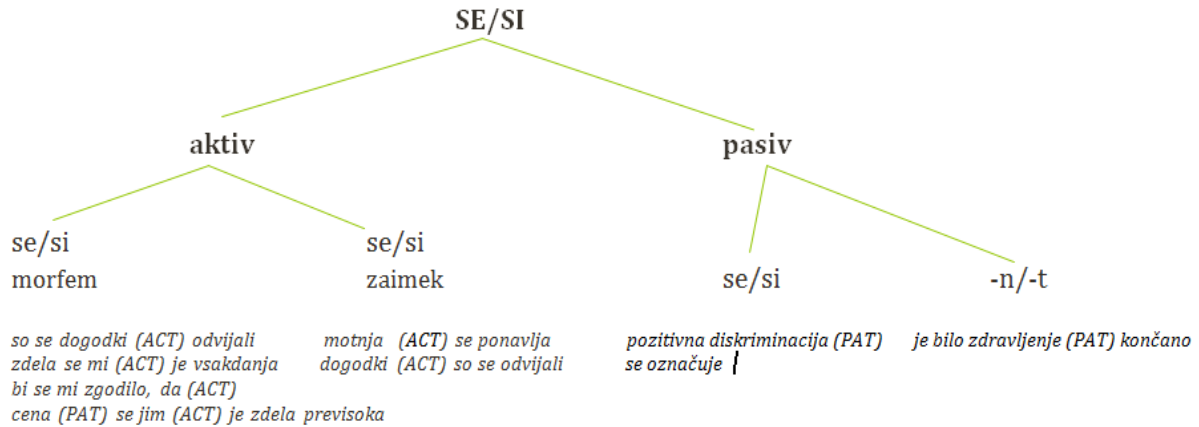 SE/SI
aktiv
pasiv
se/si
morfem
se/si
zaimek
se/si
-n/-t
so se dogodki (ACT) odvijali
zdela se mi (ACT) je vsakdanja
bi se mi zgodilo, da (ACT)
cena (PAT) se jim (ACT) je zdela previsoka
motnja (ACT) se ponavlja
dogodki (ACT) so se odvijali
pozitivna diskriminacija (PAT)
se označuje
je bilo zdravljenje (PAT) končano